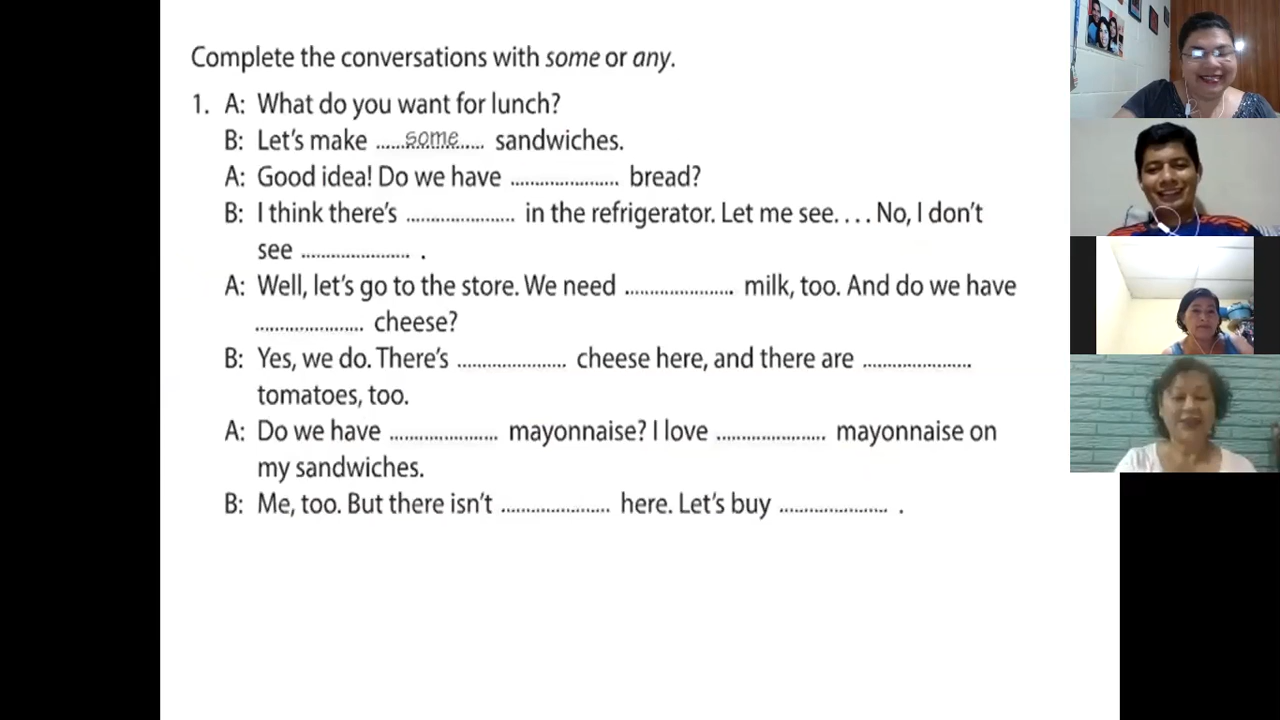 Complete the conversations with some or any.
1. A: What do you want for lunch?
B: Let's make ......some...... sandwiches.
A: Good idea! Do we have ...................... bread?
B: I think there's ...................... in the refrigerator. Let me see. . . . No, I don't
see ...................... .
A: Well, let's go to the store. We need ...................... milk, too. And do we have
...................... cheese?
B: Yes, we do. There's ...................... cheese here, and there are ......................
tomatoes, too.
A: Do we have ...................... mayonnaise? I love ...................... mayonnaise on
my sandwiches.
B: Me, too. But there isn't ...................... here. Let's buy ...................... .